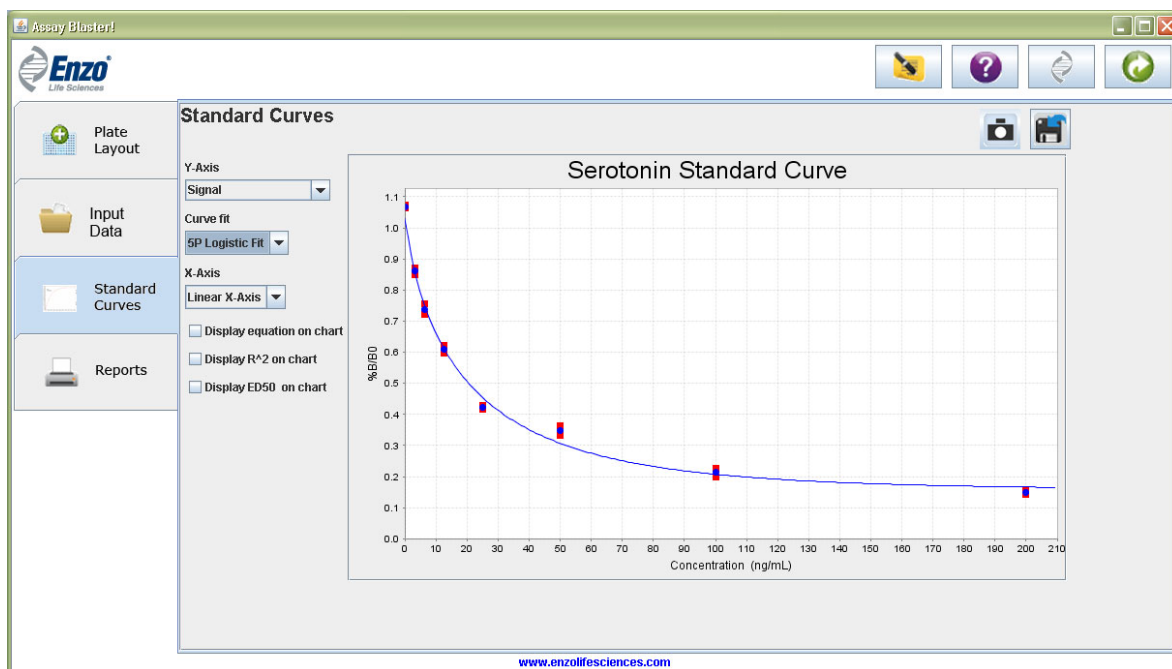 Assay Blaster!
Enzo
Life Sciences
?
Plate
Layout
Input
Data
Standard
Curves
Reports
Standard Curves
Y-Axis
Signal
Curve fit
5P Logistic Fit
X-Axis
Linear X-Axis
Display equation on chart
Display R^2 on chart
Display ED50 on chart
Serotonin Standard Curve
%B/B0
1.1
1.0
0.9
0.8
0.7
0.6
0.5
0.4
0.3
0.2
0.1
0.0
0 10 20 30 40 50 60 70 80 90 100 110 120 130 140 150 160 170 180 190 200 210
Concentration (ng/mL)
www.enzolifesciences.com